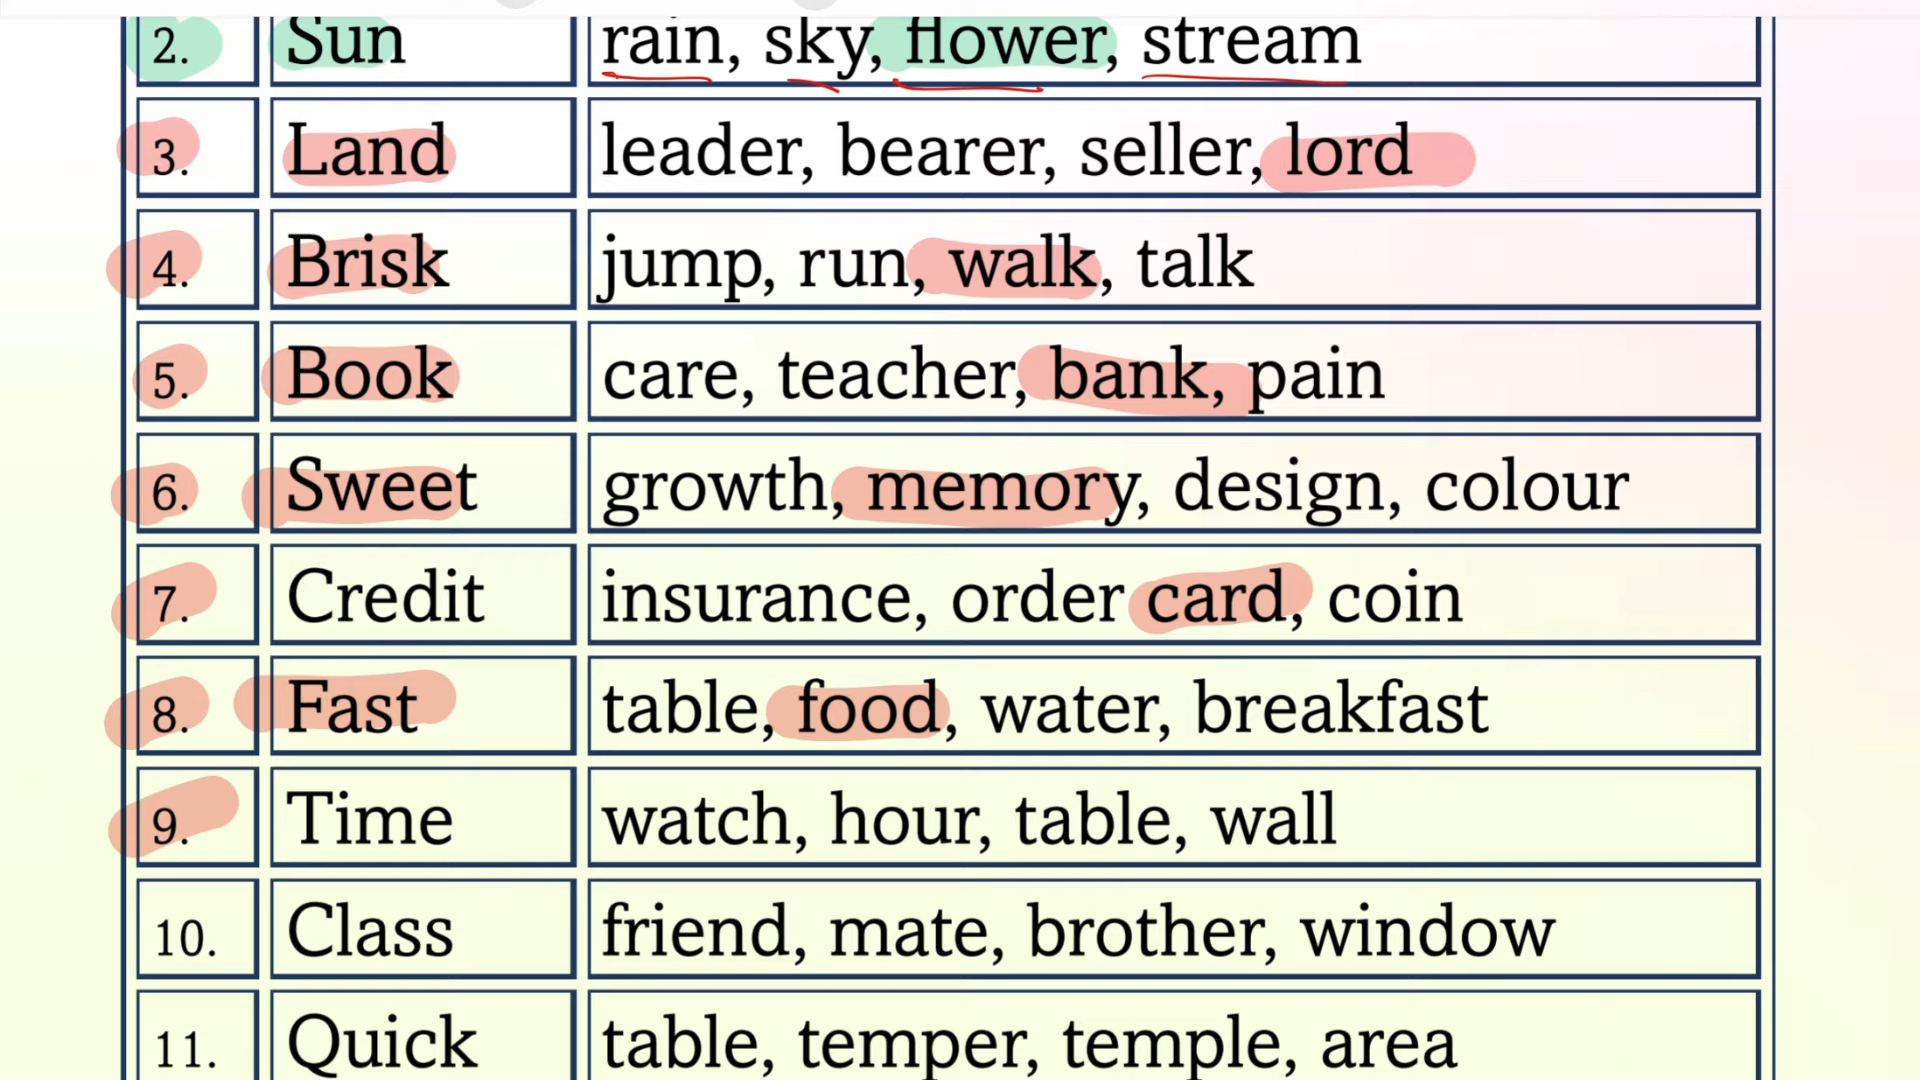 2. Sun rain, sky, flower, stream
3. Land leader, bearer, seller, lord
4. Brisk jump, run, walk, talk
5. Book care, teacher, bank, pain
6. Sweet growth, memory, design, colour
7. Credit insurance, order card, coin
8. Fast table, food, water, breakfast
9. Time watch, hour, table, wall
10. Class friend, mate, brother, window
11. Quick table, temper, temple, area